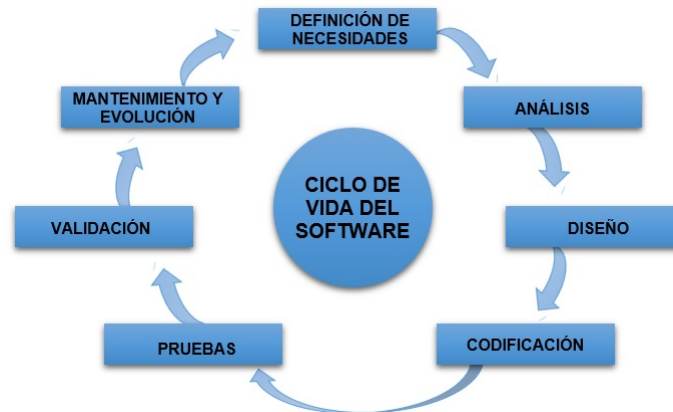 DEFINICIÓN DE
NECESIDADES
ANÁLISIS
DISEÑO
CODIFICACIÓN
PRUEBAS
VALIDACIÓN
MANTENIMIENTO Y
EVOLUCIÓN
CICLO DE
VIDA DEL
SOFTWARE